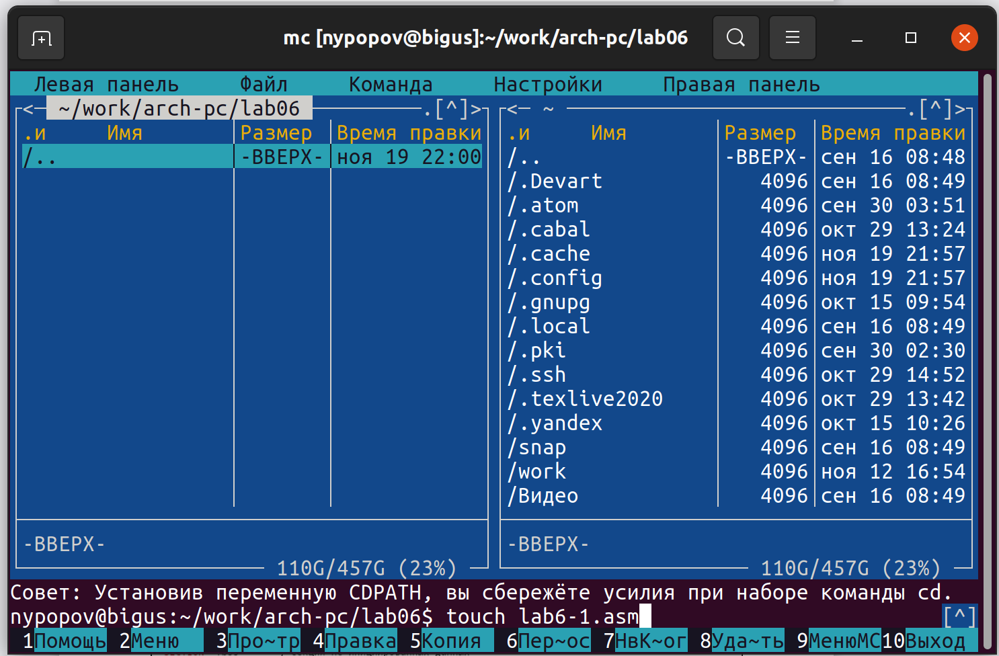 mc [nypopov@bigus]:~/work/arch-pc/lab06
Левая панель Файл Команда Настройки Правая панель
<─ ~/work/arch-pc/lab06 ─.[^]> <─ ~ ─.[^]>
.и Имя Размер Время правки .и Имя Размер Время правки
/.. -ВВЕРХ- ноя 19 22:00 /.. -ВВЕРХ- сен 16 08:48
/.Devart 4096 сен 16 08:49
/.atom 4096 сен 30 03:51
/.cabal 4096 окт 29 13:24
/.cache 4096 ноя 19 21:57
/.config 4096 ноя 19 21:57
/.gnupg 4096 окт 15 09:54
/.local 4096 сен 16 08:49
/.pki 4096 сен 30 02:30
/.ssh 4096 окт 29 14:52
/.texlive2020 4096 окт 29 13:42
/.yandex 4096 окт 15 10:26
/snap 4096 сен 16 08:49
/work 4096 ноя 12 16:54
/Видео 4096 сен 16 08:49
-ВВЕРХ- -ВВЕРХ-
110G/457G (23%) 110G/457G (23%)
Совет: Установив переменную CDPATH, вы сбережёте усилия при наборе команды cd.
nypopov@bigus:~/work/arch-pc/lab06$ touch lab6-1.asm [^]
1Помощь 2Меню 3Про~тр 4Правка 5Копия 6Пер~ос 7НвК~ог 8Уда~ть 9МенюМС10Выход